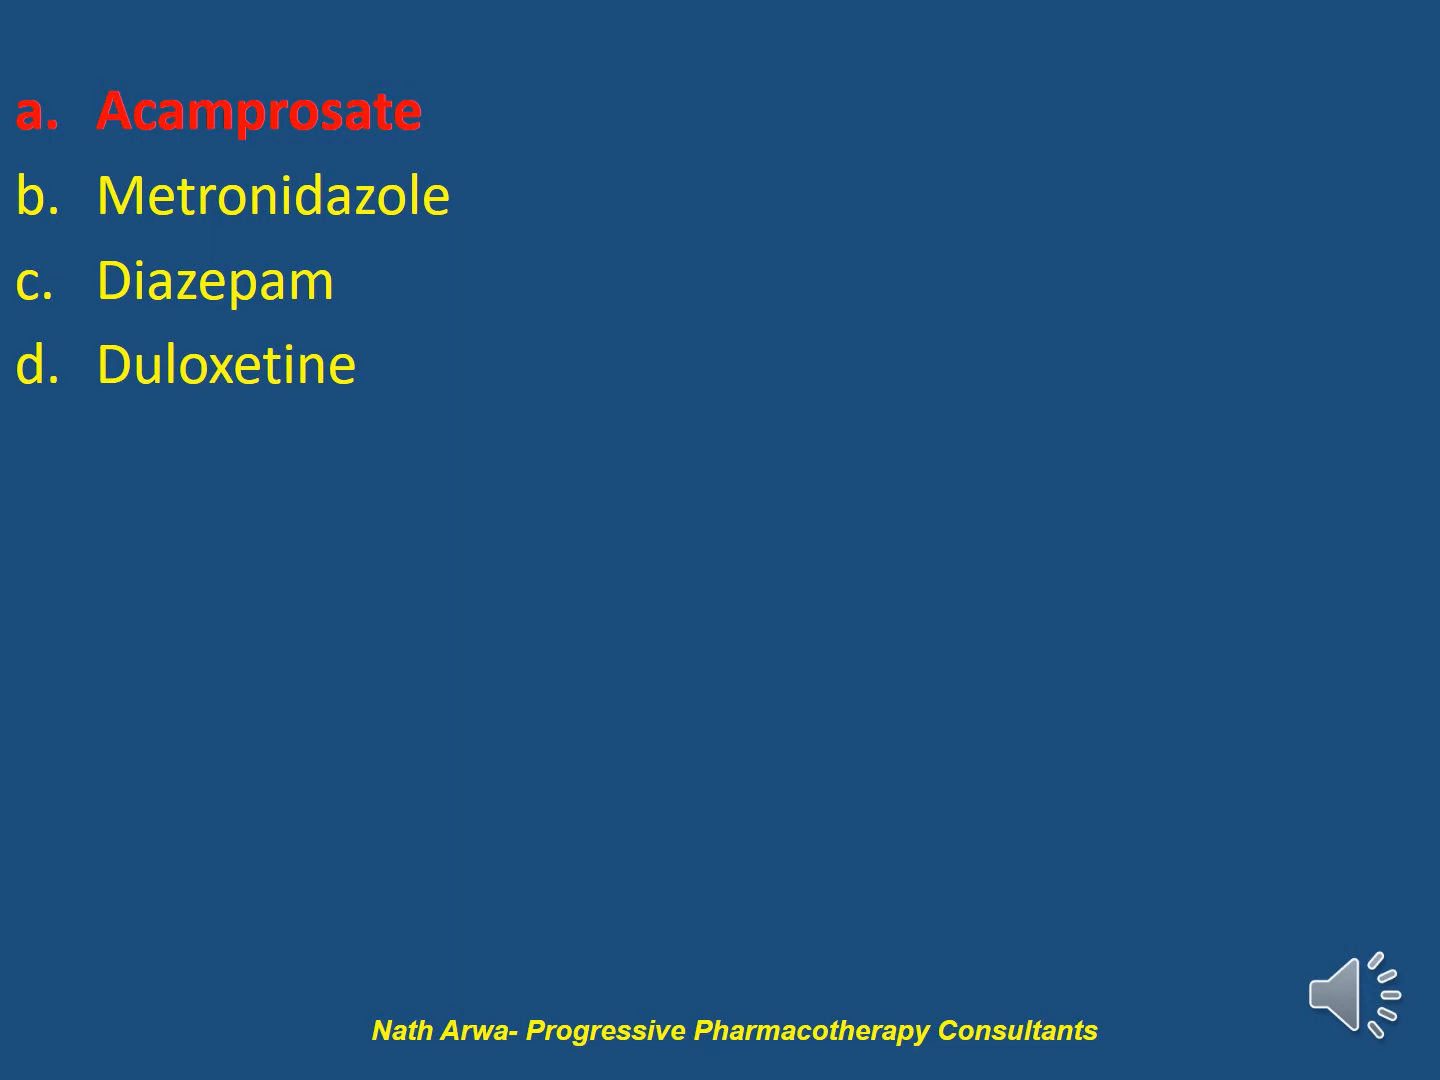 a. Acamprosate
b. Metronidazole
c. Diazepam
d. Duloxetine
Nath Arwa- Progressive Pharmacotherapy Consultants